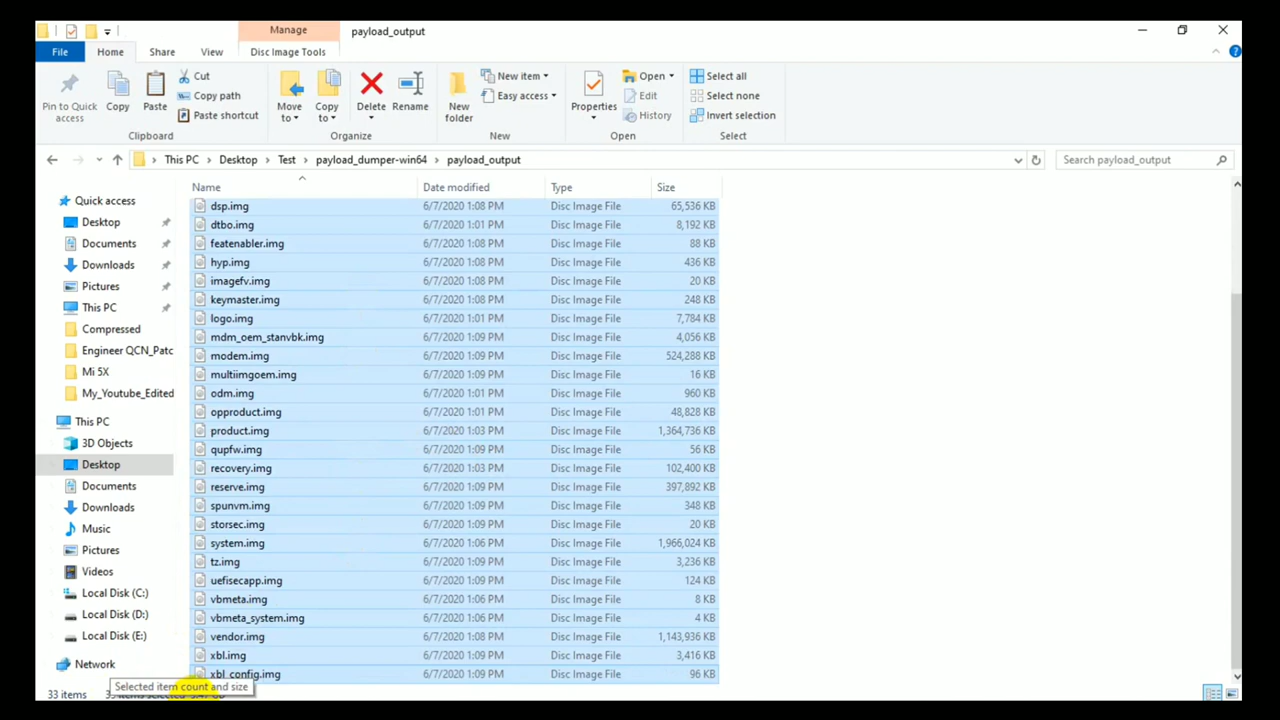 Manage
payload_output
File
Home
Share
View
Disc Image Tools
Pin to Quick access
Copy
Paste
Cut
Copy path
Paste shortcut
Clipboard
Move to
Copy to
Delete
Rename
Organize
New folder
New item
Easy access
New
Properties
Open
Edit
History
Open
Select all
Select none
Invert selection
Select
This PC > Desktop > Test > payload_dumper-win64 > payload_output
Search payload_output
Quick access
Desktop
Documents
Downloads
Pictures
This PC
Compressed
Engineer QCN_Patc
Mi 5X
My_Youtube_Edited
This PC
3D Objects
Desktop
Documents
Downloads
Music
Pictures
Videos
Local Disk (C:)
Local Disk (D:)
Local Disk (E:)
Network
Name Date modified Type Size
dsp.img 6/7/2020 1:08 PM Disc Image File 65,536 KB
dtbo.img 6/7/2020 1:01 PM Disc Image File 8,192 KB
featenabler.img 6/7/2020 1:08 PM Disc Image File 88 KB
hyp.img 6/7/2020 1:08 PM Disc Image File 436 KB
imagefv.img 6/7/2020 1:08 PM Disc Image File 20 KB
keymaster.img 6/7/2020 1:08 PM Disc Image File 248 KB
logo.img 6/7/2020 1:08 PM Disc Image File 7,784 KB
mdm_oem_stanvbk.img 6/7/2020 1:09 PM Disc Image File 4,056 KB
modem.img 6/7/2020 1:09 PM Disc Image File 524,288 KB
multiimgoem.img 6/7/2020 1:09 PM Disc Image File 16 KB
odm.img 6/7/2020 1:01 PM Disc Image File 960 KB
opproduct.img 6/7/2020 1:01 PM Disc Image File 48,828 KB
product.img 6/7/2020 1:03 PM Disc Image File 1,364,736 KB
qupfw.img 6/7/2020 1:09 PM Disc Image File 56 KB
recovery.img 6/7/2020 1:03 PM Disc Image File 102,400 KB
reserve.img 6/7/2020 1:09 PM Disc Image File 397,892 KB
spunvm.img 6/7/2020 1:09 PM Disc Image File 348 KB
storsec.img 6/7/2020 1:09 PM Disc Image File 20 KB
system.img 6/7/2020 1:06 PM Disc Image File 1,966,024 KB
tz.img 6/7/2020 1:09 PM Disc Image File 3,236 KB
uefisecapp.img 6/7/2020 1:09 PM Disc Image File 124 KB
vbmeta.img 6/7/2020 1:06 PM Disc Image File 8 KB
vbmeta_system.img 6/7/2020 1:06 PM Disc Image File 4 KB
vendor.img 6/7/2020 1:08 PM Disc Image File 1,143,936 KB
xbl.img 6/7/2020 1:09 PM Disc Image File 3,416 KB
xbl_config.img 6/7/2020 1:09 PM Disc Image File 96 KB
Selected item count and size
33 items